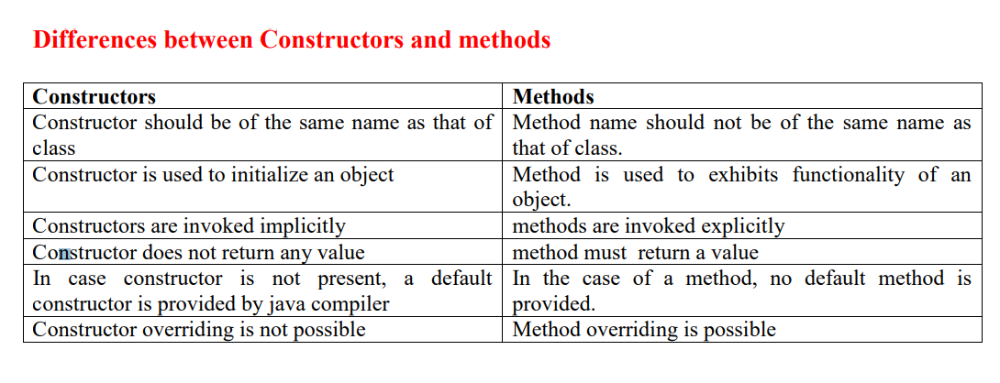 Differences between Constructors and methods
Constructors
Methods
Constructor should be of the same name as that of
class
Method name should not be of the same name as
that of class.
Constructor is used to initialize an object
Method is used to exhibits functionality of an
object.
Constructors are invoked implicitly
methods are invoked explicitly
Constructor does not return any value
method must return a value
In case constructor is not present, a default
constructor is provided by java compiler
In the case of a method, no default method is
provided.
Constructor overriding is not possible
Method overriding is possible